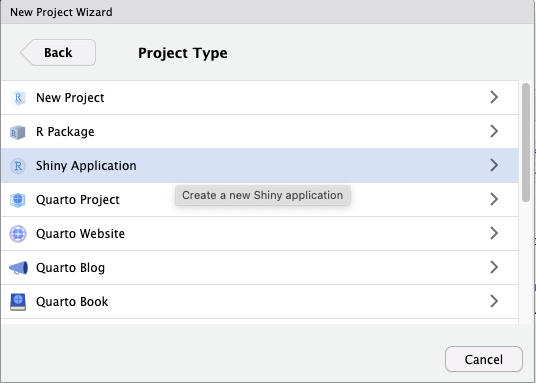 New Project Wizard
Back
Project Type
New Project
R Package
Shiny Application
Create a new Shiny application
Quarto Project
Quarto Website
Quarto Blog
Quarto Book
Cancel